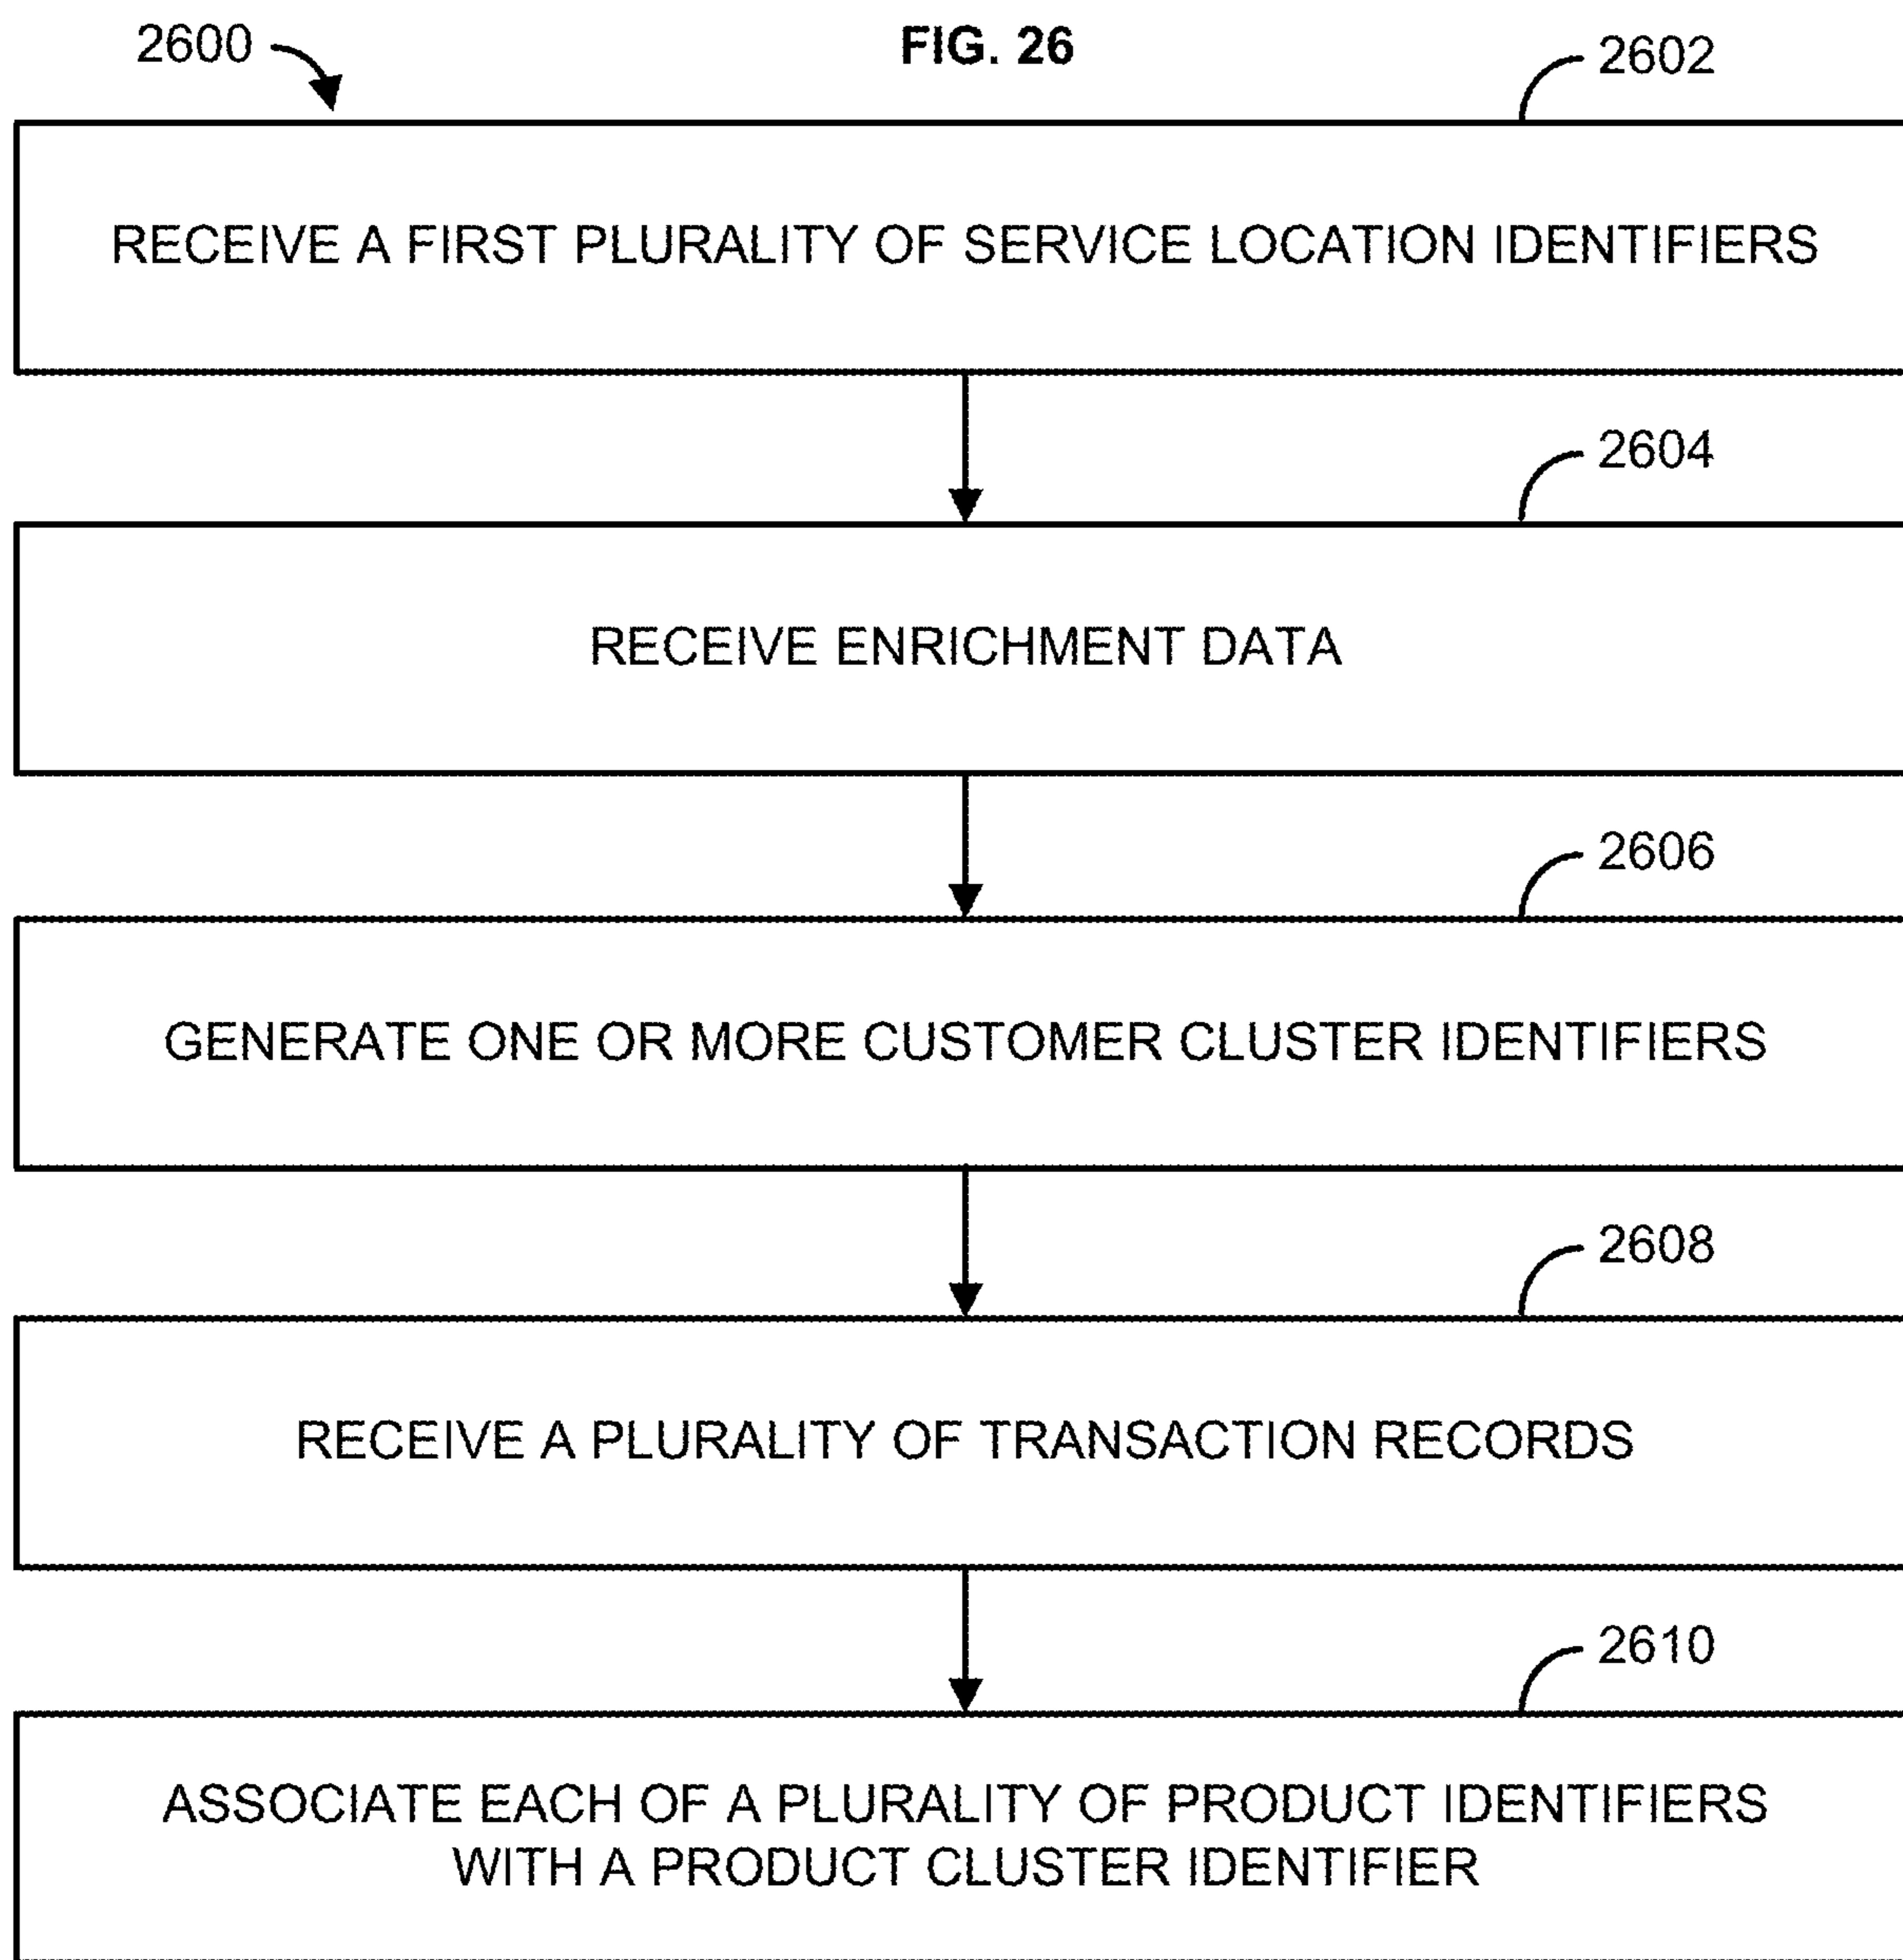 2600
FIG. 26
2602
RECEIVE A FIRST PLURALITY OF SERVICE LOCATION IDENTIFIERS
2604
RECEIVE ENRICHMENT DATA
2606
GENERATE ONE OR MORE CUSTOMER CLUSTER IDENTIFIERS
2608
RECEIVE A PLURALITY OF TRANSACTION RECORDS
2610
ASSOCIATE EACH OF A PLURALITY OF PRODUCT IDENTIFIERS
WITH A PRODUCT CLUSTER IDENTIFIER